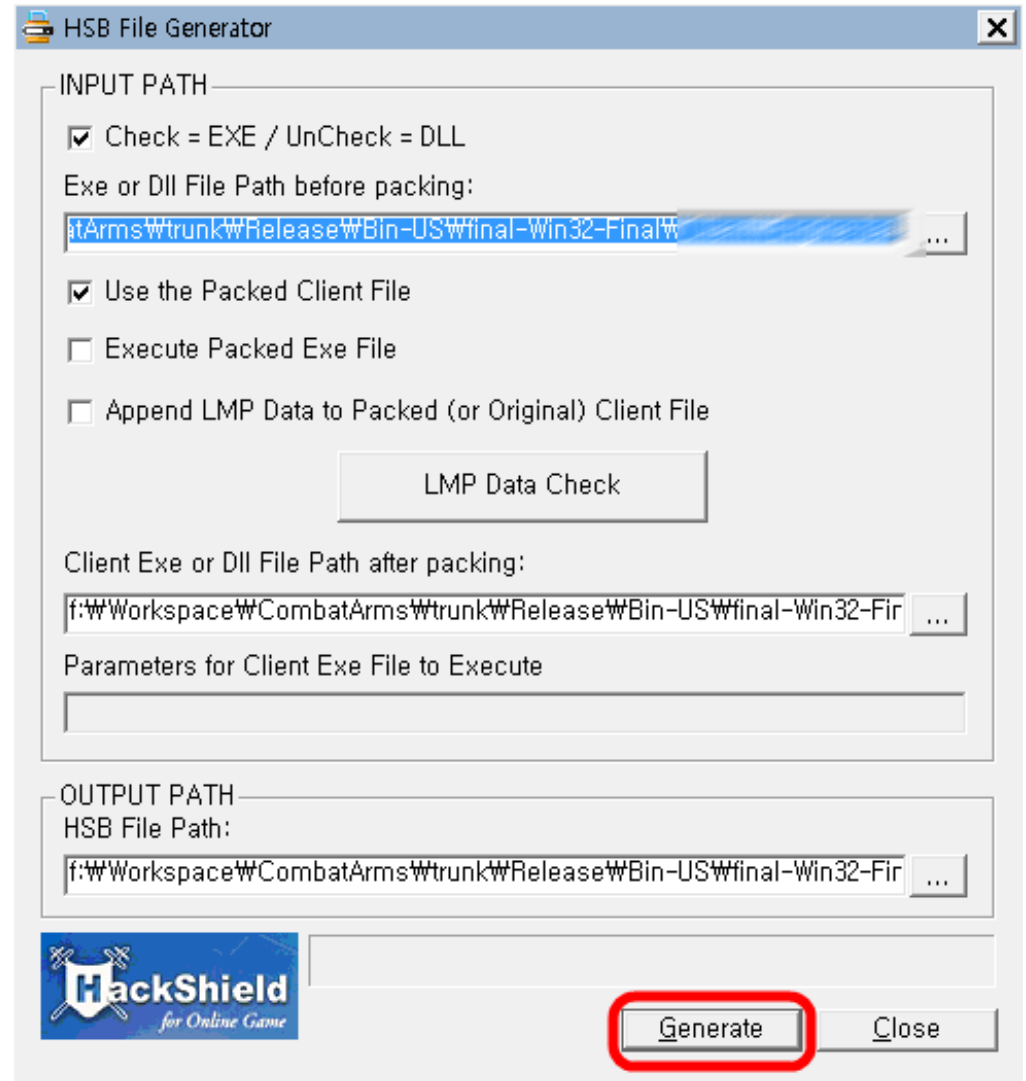 HSB File Generator
INPUT PATH
Check = EXE / UnCheck = DLL
Exe or Dll File Path before packing:
atArms₩trunk₩Release₩Bin-US₩final-Win32-Final₩
...
Use the Packed Client File
Execute Packed Exe File
Append LMP Data to Packed (or Original) Client File
LMP Data Check
Client Exe or Dll File Path after packing:
f:₩Workspace₩CombatArms₩trunk₩Release₩Bin-US₩final-Win32-Fir
...
Parameters for Client Exe File to Execute
OUTPUT PATH
HSB File Path:
f:₩Workspace₩CombatArms₩trunk₩Release₩Bin-US₩final-Win32-Fir
...
HackShield
for Online Game
Generate
Close